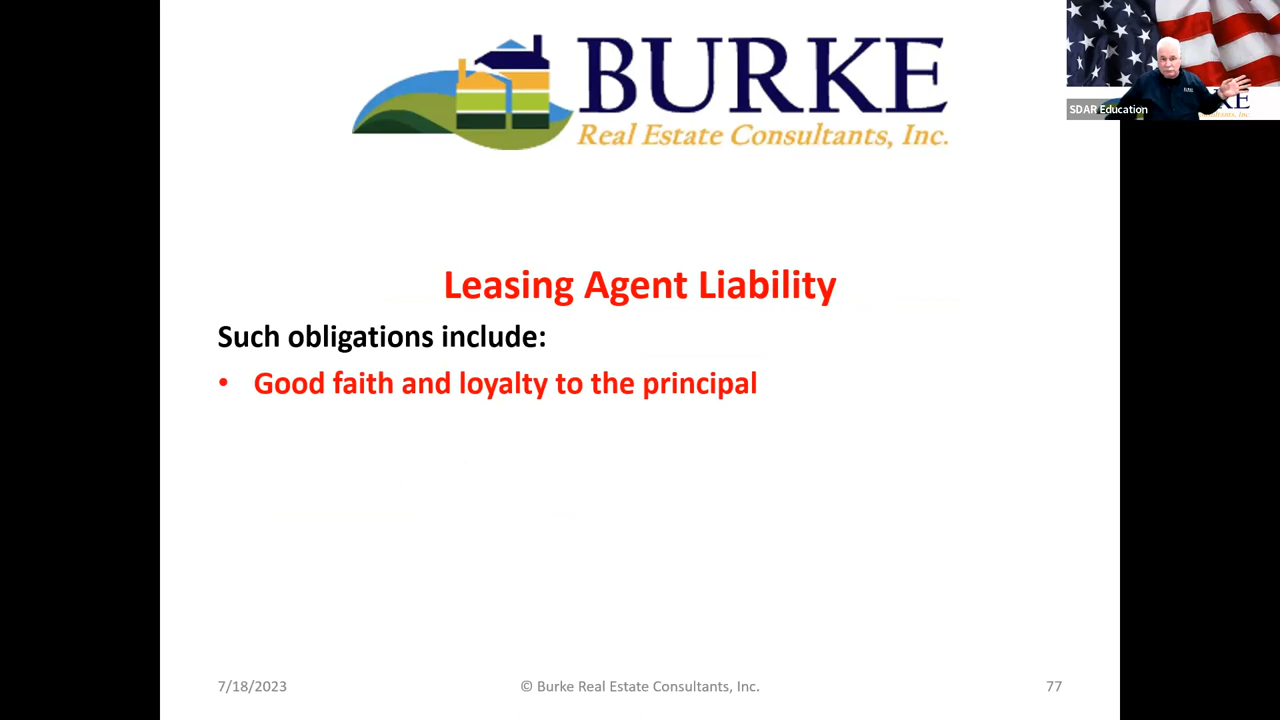 BURKE
Real Estate Consultants, Inc.
SDAR Education
Leasing Agent Liability
Such obligations include:
• Good faith and loyalty to the principal
7/18/2023
© Burke Real Estate Consultants, Inc.
77